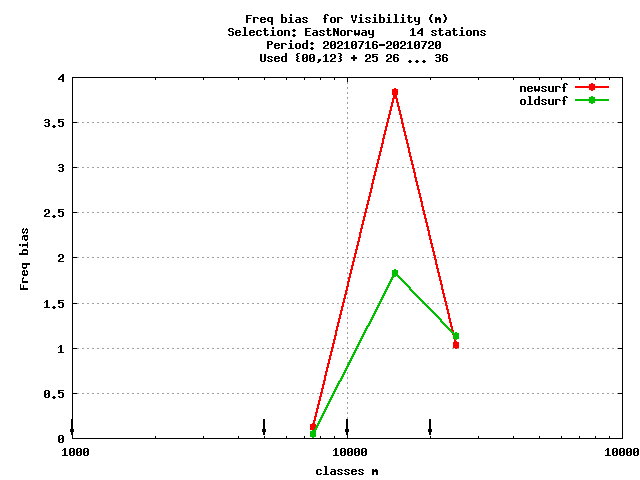 Freq bias  for Visibility (m)
Selection: EastNorway     14 stations
Period: 20210716-20210720
Used {00,12} + 25 26 ... 36
newsurf
oldsurf
4
3.5
3
2.5
2
1.5
1
0.5
0
Freq bias
1000 10000 10000
classes m